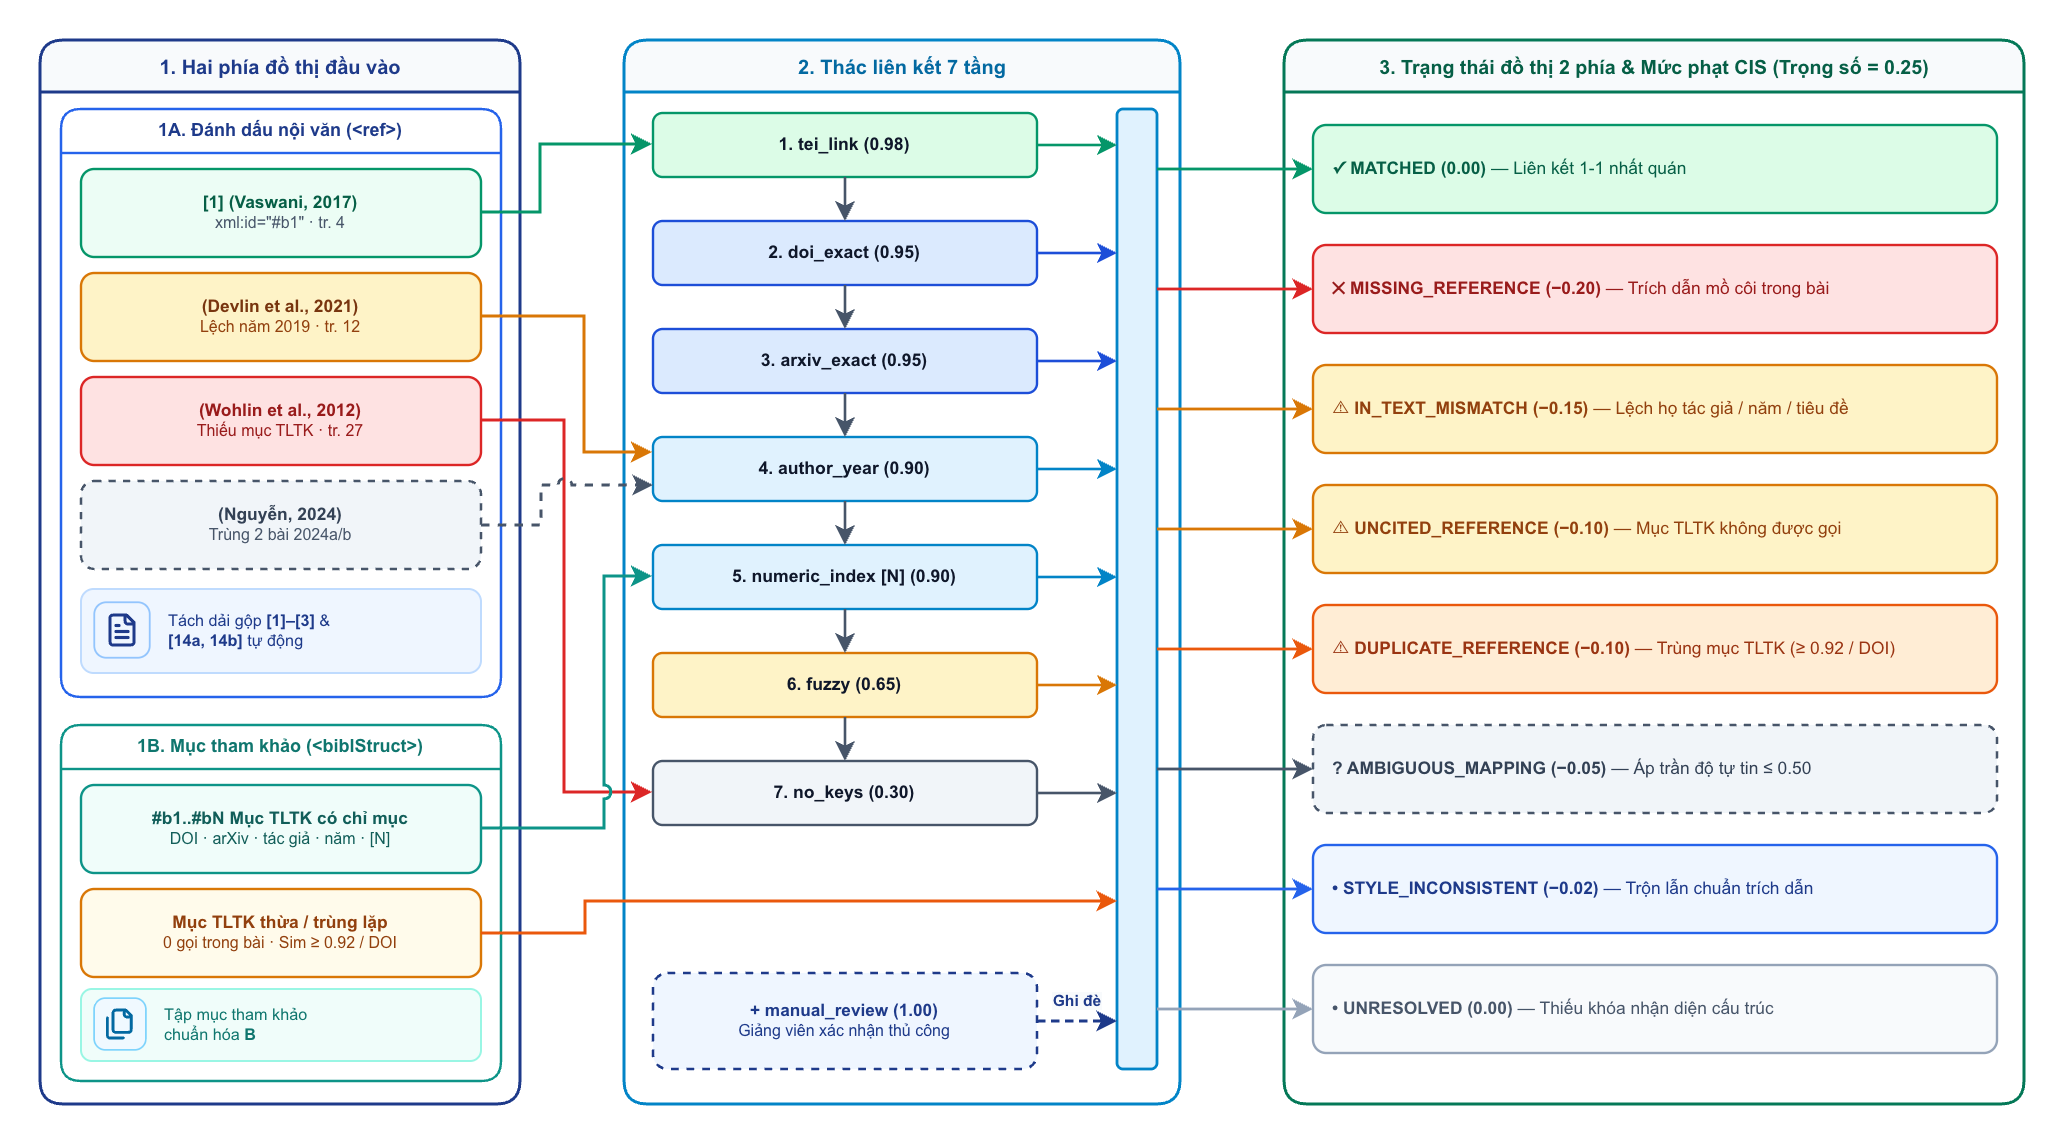 1. Hai phía đồ thị đầu vào
1A. Đánh dấu nội văn (<ref>)
[1] (Vaswani, 2017)
xml:id="#b1" · tr. 4
(Devlin et al., 2021)
Lệch năm 2019 · tr. 12
(Wohlin et al., 2012)
Thiếu mục TLTK · tr. 27
(Nguyễn, 2024)
Trùng 2 bài 2024a/b
Tách dải gộp [1]–[3] &
[14a, 14b] tự động
1B. Mục tham khảo (<biblStruct>)
#b1..#bN Mục TLTK có chỉ mục
DOI · arXiv · tác giả · năm · [N]
Mục TLTK thừa / trùng lặp
0 gọi trong bài · Sim ≥ 0.92 / DOI
Tập mục tham khảo
chuẩn hóa B
2. Thác liên kết 7 tầng
1. tei_link (0.98)
2. doi_exact (0.95)
3. arxiv_exact (0.95)
4. author_year (0.90)
5. numeric_index [N] (0.90)
6. fuzzy (0.65)
7. no_keys (0.30)
+ manual_review (1.00)
Giảng viên xác nhận thủ công
Ghi đè
3. Trạng thái đồ thị 2 phía & Mức phạt CIS (Trọng số = 0.25)
✓ MATCHED (0.00) — Liên kết 1-1 nhất quán
✕ MISSING_REFERENCE (−0.20) — Trích dẫn mồ côi trong bài
⚠ IN_TEXT_MISMATCH (−0.15) — Lệch họ tác giả / năm / tiêu đề
⚠ UNCITED_REFERENCE (−0.10) — Mục TLTK không được gọi
⚠ DUPLICATE_REFERENCE (−0.10) — Trùng mục TLTK (≥ 0.92 / DOI)
? AMBIGUOUS_MAPPING (−0.05) — Áp trần độ tự tin ≤ 0.50
• STYLE_INCONSISTENT (−0.02) — Trộn lẫn chuẩn trích dẫn
• UNRESOLVED (0.00) — Thiếu khóa nhận diện cấu trúc